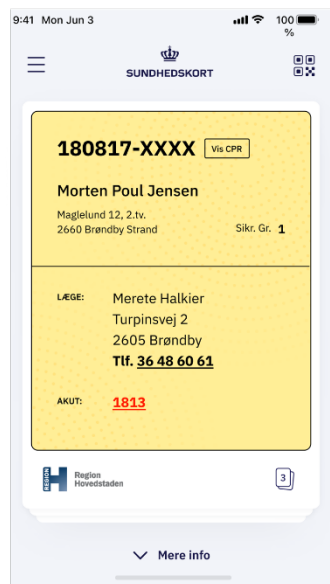 9:41 Mon Jun 3 100 %
SUNDHEDSKORT
180817-XXXX Vis CPR
Morten Poul Jensen
Maglelund 12, 2.tv.
2660 Brøndby Strand Sikr. Gr. 1
LÆGE: Merete Halkier
Turpinsvej 2
2605 Brøndby
Tlf. 36 48 60 61
AKUT: 1813
REGION
H
Region
Hovedstaden
3
Mere info